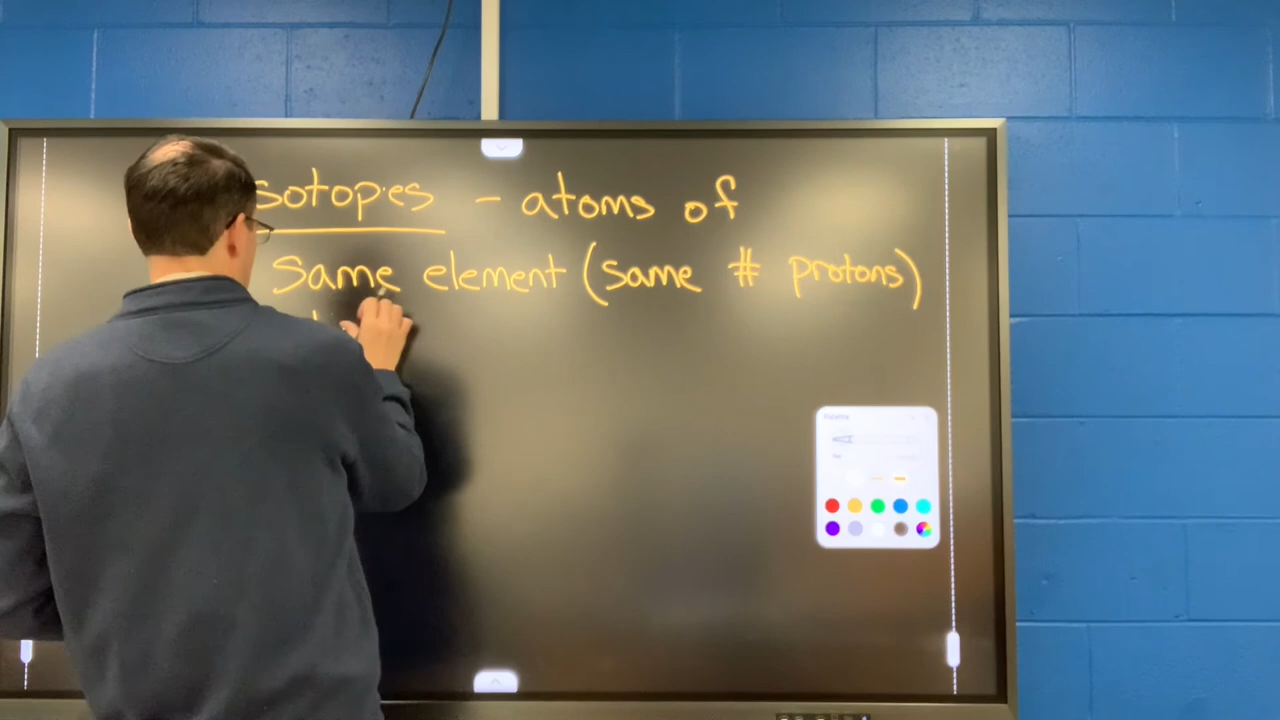 sotopes - atoms of
same element (same # protons)